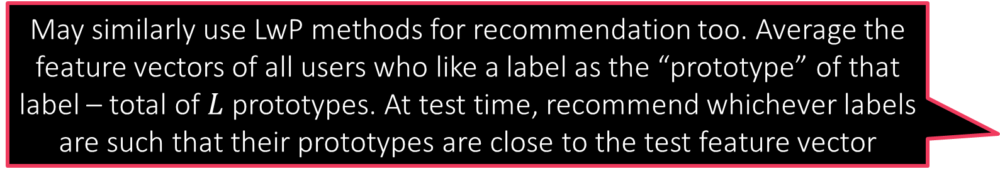 May similarly use LwP methods for recommendation too. Average the
feature vectors of all users who like a label as the “prototype” of that
label – total of 𝐿 prototypes. At test time, recommend whichever labels
are such that their prototypes are close to the test feature vector